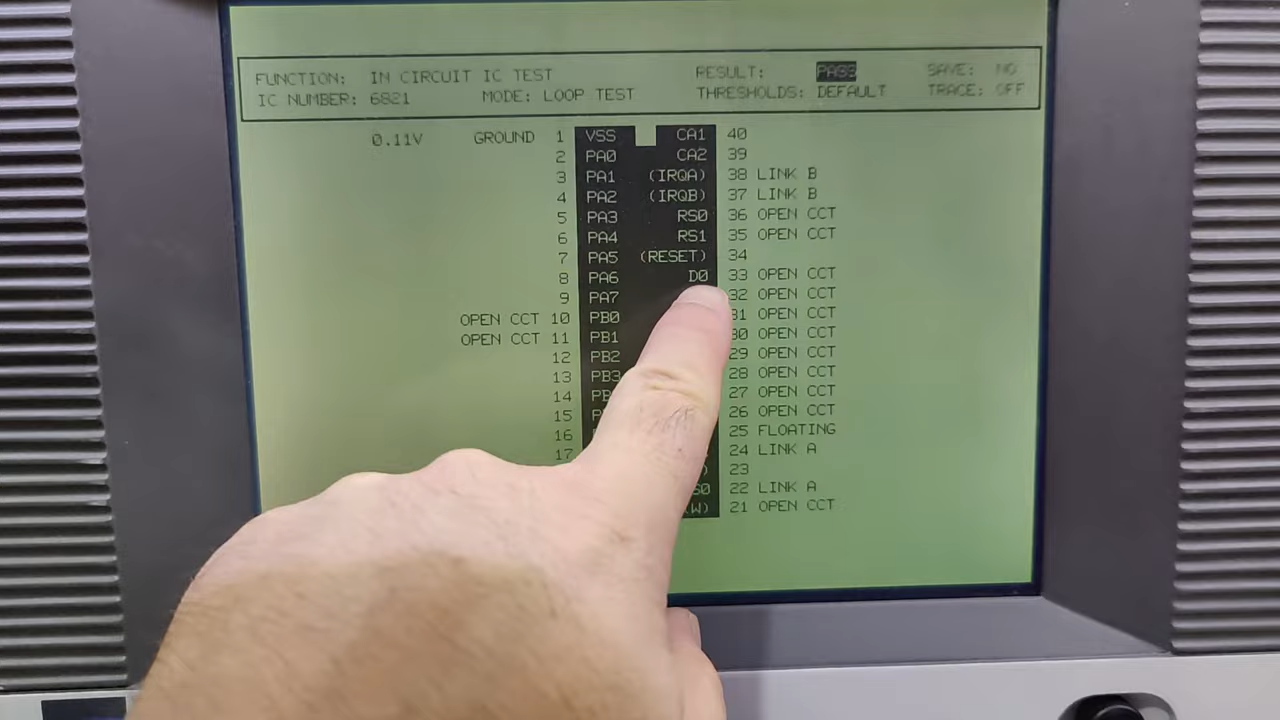 FUNCTION: IN CIRCUIT IC TEST RESULT: PASS SAVE: NO
IC NUMBER: 6821 MODE: LOOP TEST THRESHOLDS: DEFAULT TRACE: OFF
0.11V GROUND 1 VSS CA1 40
2 PA0 CA2 39
3 PA1 (IRQA) 38 LINK B
4 PA2 (IRQB) 37 LINK B
5 PA3 RS0 36 OPEN CCT
6 PA4 RS1 35 OPEN CCT
7 PA5 (RESET) 34
8 PA6 D0 33 OPEN CCT
9 PA7 32 OPEN CCT
OPEN CCT 10 PB0 31 OPEN CCT
OPEN CCT 11 PB1 30 OPEN CCT
12 PB2 29 OPEN CCT
13 PB3 28 OPEN CCT
14 27 OPEN CCT
15 26 OPEN CCT
16 25 FLOATING
17 24 LINK A
23
22 LINK A
21 OPEN CCT